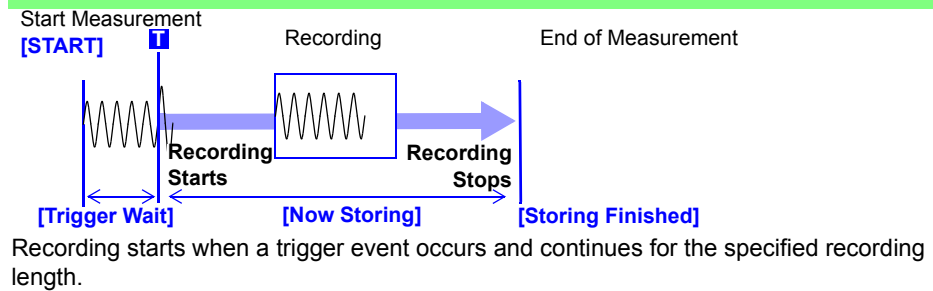 Start Measurement
[START]
T
Recording
End of Measurement
Recording
Starts
Recording
Stops
[Trigger Wait]
[Now Storing]
[Storing Finished]
Recording starts when a trigger event occurs and continues for the specified recording
length.